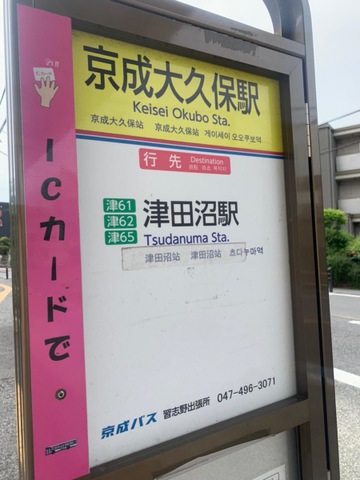 京成大久保駅
Keisei Okubo Sta.
京成大久保站 京成大久保站 게이세이 오오쿠보역
行先 Destination
津61
津62
津65
津田沼駅
Tsudanuma Sta.
津田沼站 津田沼站 츠다누마역
京成バス 習志野出張所 047-496-3071
ICカードで